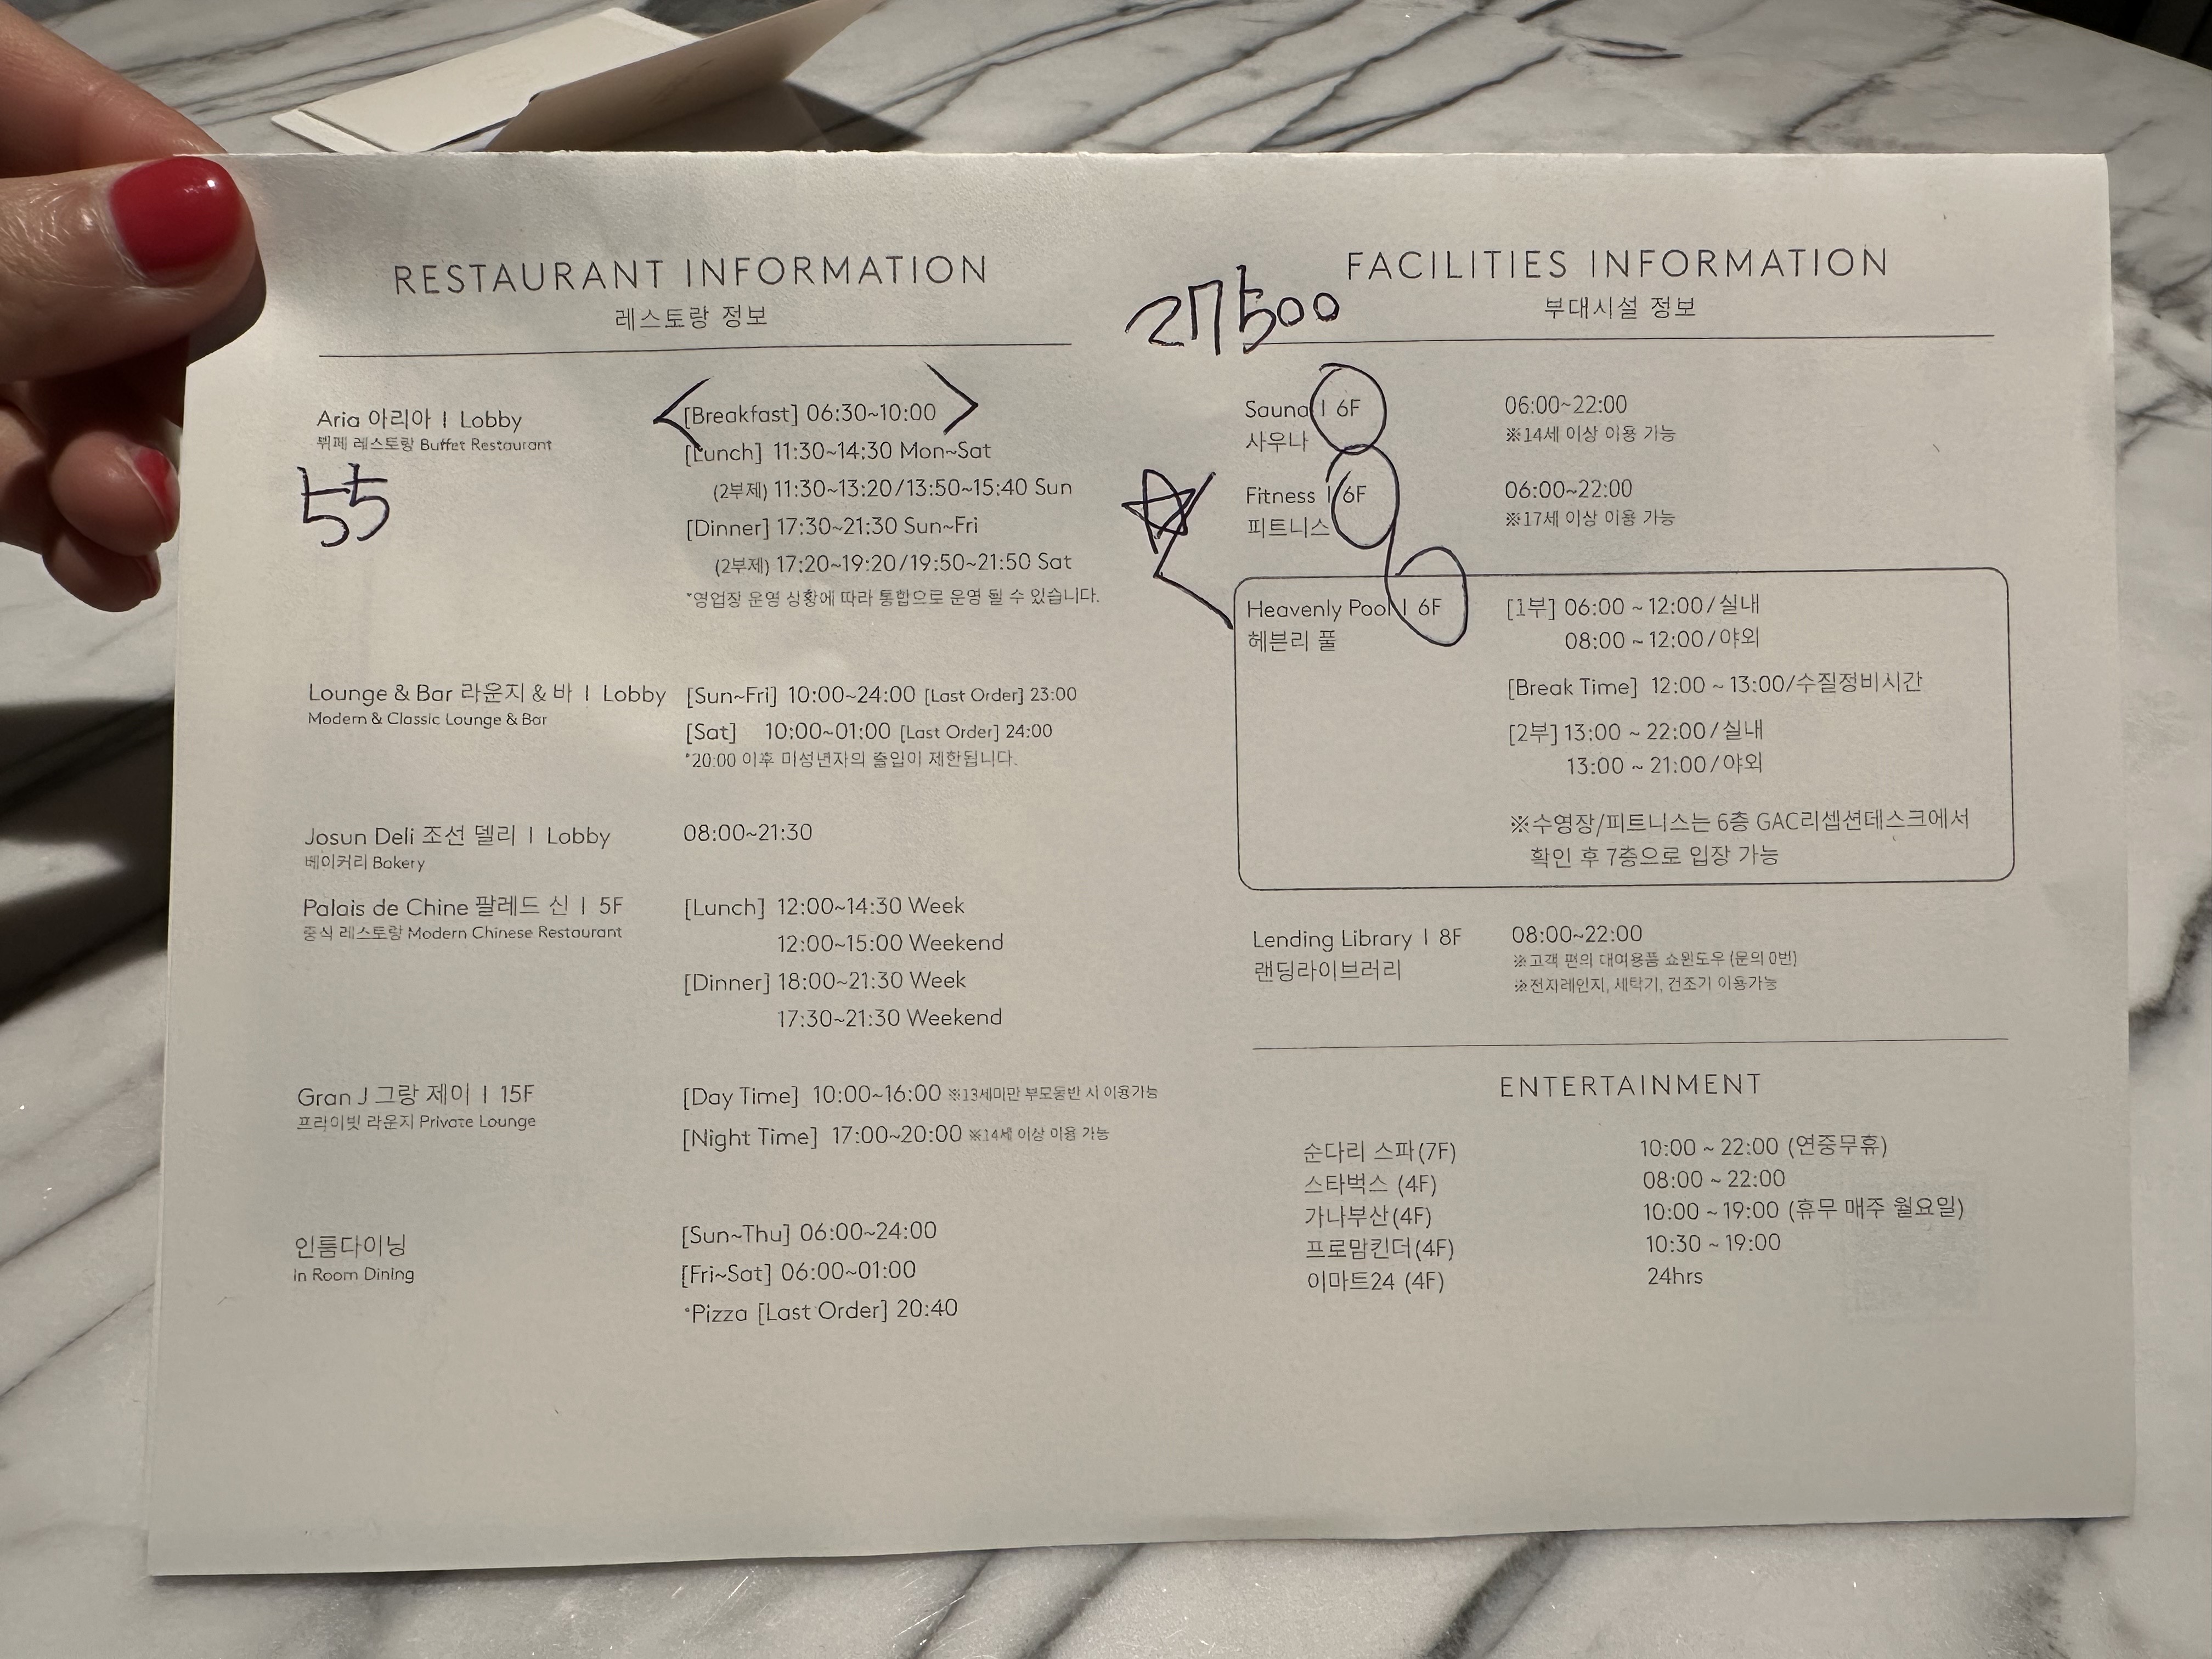 RESTAURANT INFORMATION
레스토랑 정보
Aria 아리아 | Lobby
뷔페 레스토랑 Buffet Restaurant
55
[Breakfast] 06:30~10:00
[Lunch] 11:30~14:30 Mon~Sat
(2부제) 11:30~13:20/13:50~15:40 Sun
[Dinner] 17:30~21:30 Sun~Fri
(2부제) 17:20~19:20/19:50~21:50 Sat
*영업장 운영 상황에 따라 통합으로 운영 될 수 있습니다.
Lounge & Bar 라운지 & 바 | Lobby
Modern & Classic Lounge & Bar
[Sun~Fri] 10:00~24:00 [Last Order] 23:00
[Sat] 10:00~01:00 [Last Order] 24:00
*20:00 이후 미성년자의 출입이 제한됩니다.
Josun Deli 조선 델리 | Lobby
베이커리 Bakery
08:00~21:30
Palais de Chine 팔레드 신 | 5F
중식 레스토랑 Modern Chinese Restaurant
[Lunch] 12:00~14:30 Week
12:00~15:00 Weekend
[Dinner] 18:00~21:30 Week
17:30~21:30 Weekend
Gran J 그랑 제이 | 15F
프라이빗 라운지 Private Lounge
[Day Time] 10:00~16:00 ※13세미만 부모동반 시 이용가능
[Night Time] 17:00~20:00 ※14세 이상 이용 가능
인룸다이닝
In Room Dining
[Sun~Thu] 06:00~24:00
[Fri~Sat] 06:00~01:00
*Pizza [Last Order] 20:40
27500
FACILITIES INFORMATION
부대시설 정보
Sauna | 6F
사우나
06:00~22:00
※14세 이상 이용 가능
Fitness | 6F
피트니스
06:00~22:00
※17세 이상 이용 가능
Heavenly Pool | 6F
헤븐리 풀
[1부] 06:00 ~ 12:00/실내
08:00 ~ 12:00/야외
[Break Time] 12:00 ~ 13:00/수질정비시간
[2부] 13:00 ~ 22:00/실내
13:00 ~ 21:00/야외
※수영장/피트니스는 6층 GAC리셉션데스크에서
확인 후 7층으로 입장 가능
Lending Library | 8F
랜딩라이브러리
08:00~22:00
※고객 편의 대여용품 쇼윈도우 (문의 0번)
※전자레인지, 세탁기, 건조기 이용가능
ENTERTAINMENT
순다리 스파(7F) 10:00 ~ 22:00 (연중무휴)
스타벅스 (4F) 08:00 ~ 22:00
가나부산(4F) 10:00 ~ 19:00 (휴무 매주 월요일)
프로맘킨더(4F) 10:30 ~ 19:00
이마트24 (4F) 24hrs